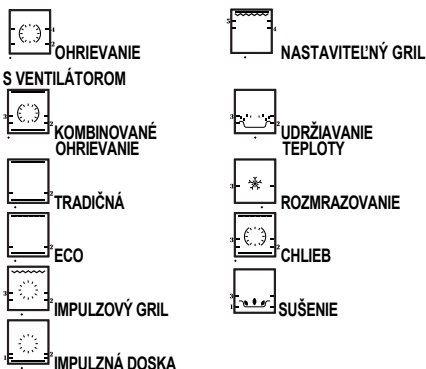 OHRIEVANIE
S VENTILÁTOROM
KOMBINOVANÉ
OHRIEVANIE
TRADIČNÁ
ECO
IMPULZOVÝ GRIL
IMPULZNÁ DOSKA
NASTAVITEĽNÝ GRIL
UDRŽIAVANIE
TEPLOTY
ROZMRAZOVANIE
CHLIEB
SUŠENIE